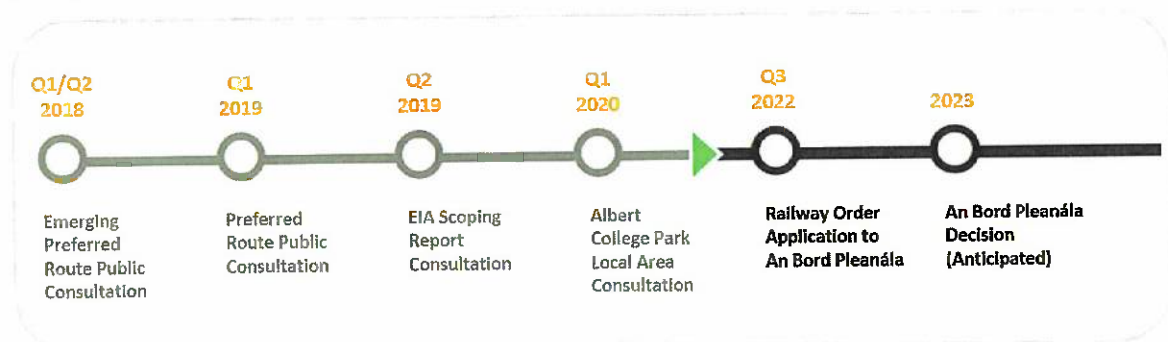 Q1/Q2
2018
Emerging
Preferred
Route Public
Consultation
Q1
2019
Preferred
Route Public
Consultation
Q2
2019
EIA Scoping
Report
Consultation
Q1
2020
Albert
College Park
Local Area
Consultation
Q3
2022
Railway Order
Application to
An Bord Pleanála
2023
An Bord Pleanála
Decision
(Anticipated)